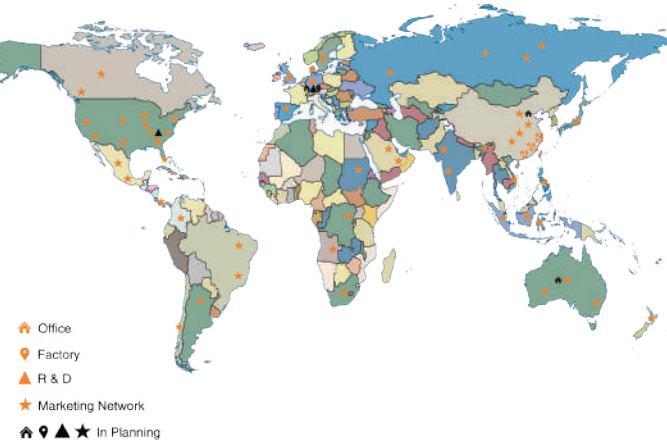 Office
Factory
R & D
Marketing Network
In Planning